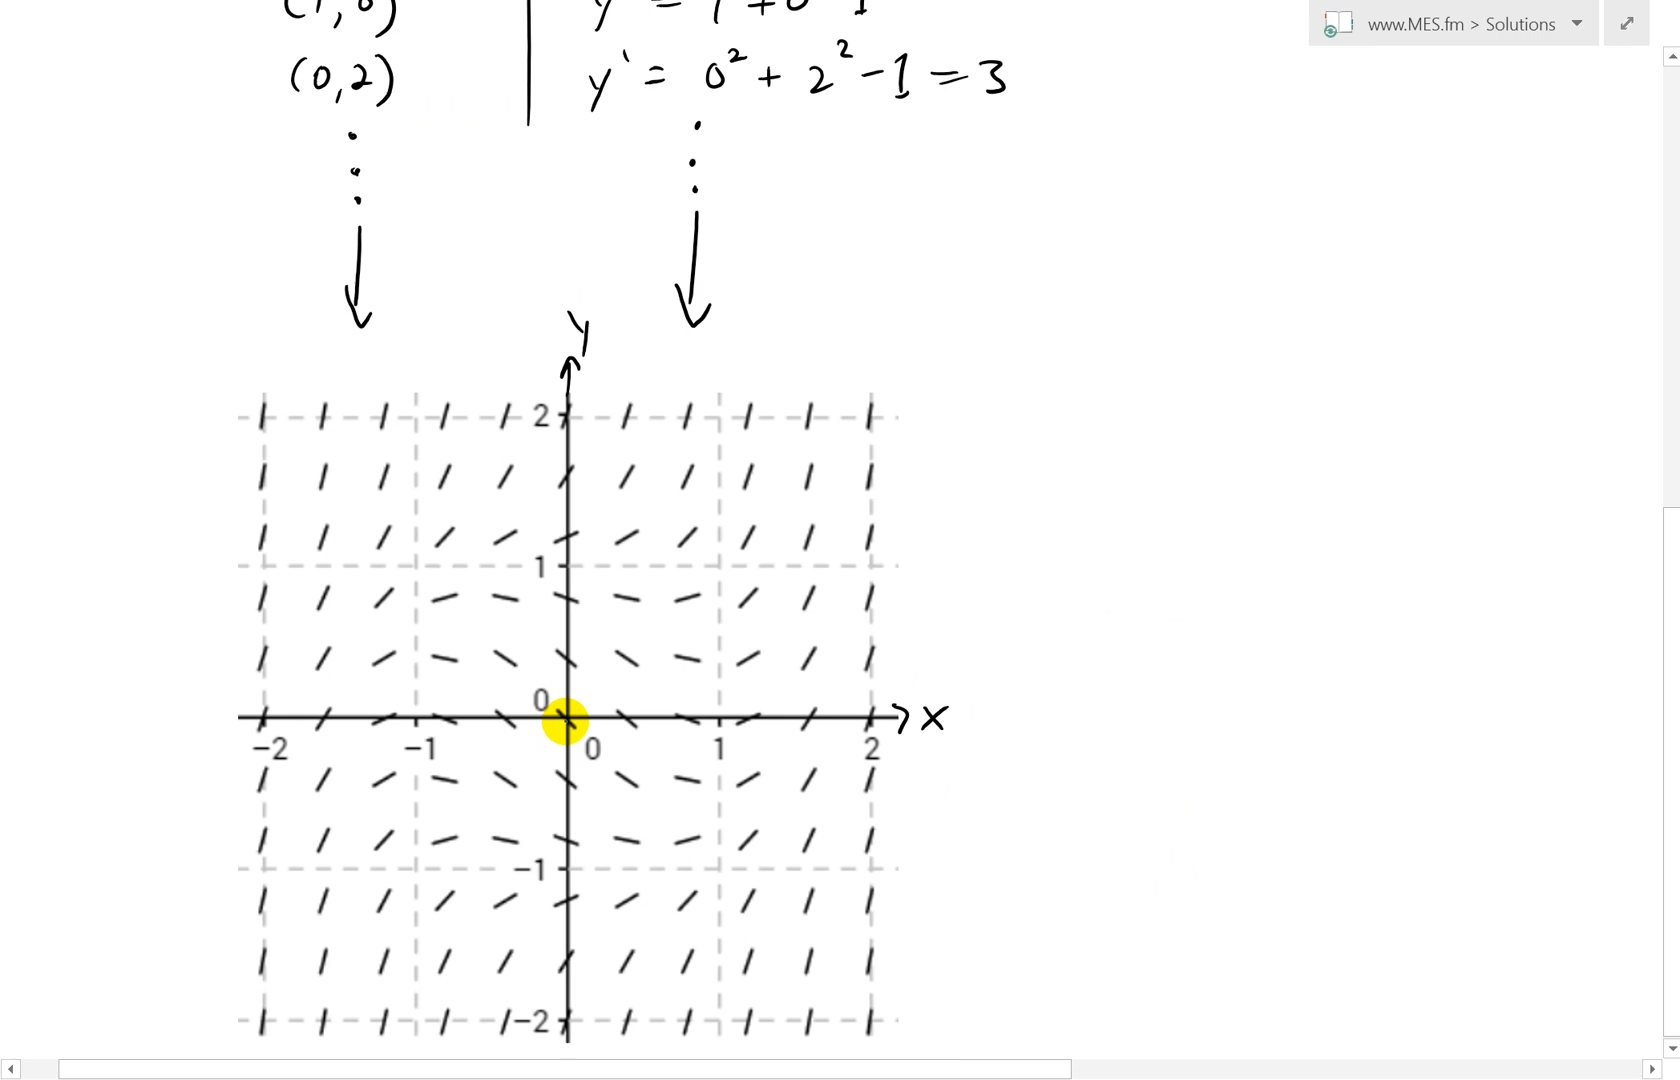 www.MES.fm > Solutions
(0,2) y' = 0² + 2² - 1 = 3
y
2
1
0
x
-2 -1 0 1 2
-1
-2